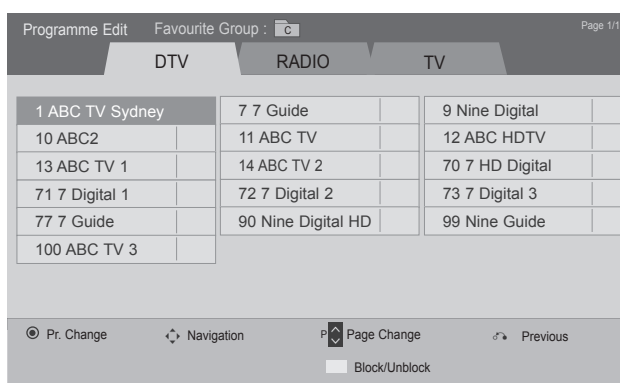 Programme Edit Favourite Group : C Page 1/1
DTV RADIO TV
1 ABC TV Sydney 7 7 Guide 9 Nine Digital
10 ABC2 11 ABC TV 12 ABC HDTV
13 ABC TV 1 14 ABC TV 2 70 7 HD Digital
71 7 Digital 1 72 7 Digital 2 73 7 Digital 3
77 7 Guide 90 Nine Digital HD 99 Nine Guide
100 ABC TV 3
Pr. Change Navigation P Page Change Previous
Block/Unblock